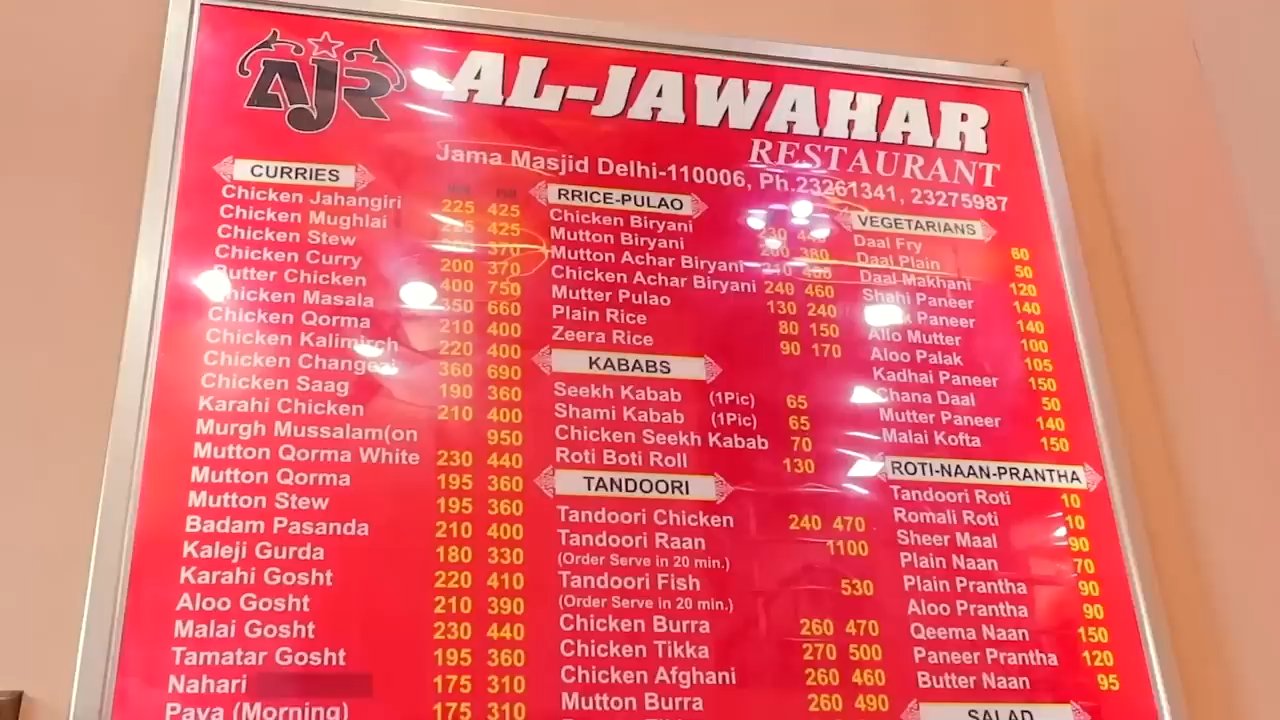 AJR
AL-JAWAHAR
RESTAURANT
Jama Masjid Delhi-110006, Ph.23261341, 23275987
CURRIES
Chicken Jahangiri 225 425
Chicken Mughlai 225 425
Chicken Stew 370
Chicken Curry 200 370
Butter Chicken 400 750
Chicken Masala 350 660
Chicken Qorma 210 400
Chicken Kalimirch 220 400
Chicken Changezi 360 690
Chicken Saag 190 360
Karahi Chicken 210 400
Murgh Mussalam(on 950
Mutton Qorma White 230 440
Mutton Qorma 195 360
Mutton Stew 195 360
Badam Pasanda 210 400
Kaleji Gurda 180 330
Karahi Gosht 220 410
Aloo Gosht 210 390
Malai Gosht 230 440
Tamatar Gosht 195 360
Nahari 175 310
Paya (Morning) 175 310
RRICE-PULAO
Chicken Biryani 230
Mutton Biryani 200 380
Mutton Achar Biryani 210
Chicken Achar Biryani 240 460
Mutter Pulao 130 240
Plain Rice 80 150
Zeera Rice 90 170
KABABS
Seekh Kabab (1Pic) 65
Shami Kabab (1Pic) 65
Chicken Seekh Kabab 70
Roti Boti Roll 130
TANDOORI
Tandoori Chicken 240 470
Tandoori Raan 1100
(Order Serve in 20 min.)
Tandoori Fish 530
(Order Serve in 20 min.)
Chicken Burra 260 470
Chicken Tikka 270 500
Chicken Afghani 260 460
Mutton Burra 260 490
VEGETARIANS
Daal Fry 60
Daal Plain 50
Daal Makhani 120
Shahi Paneer 140
Paneer 140
Allo Mutter 100
Aloo Palak 105
Kadhai Paneer 150
Chana Daal 50
Mutter Paneer 140
Malai Kofta 150
ROTI-NAAN-PRANTHA
Tandoori Roti 10
Romali Roti 10
Sheer Maal 90
Plain Naan 70
Plain Prantha 90
Aloo Prantha 90
Qeema Naan 150
Paneer Prantha 120
Butter Naan 95
SALAD